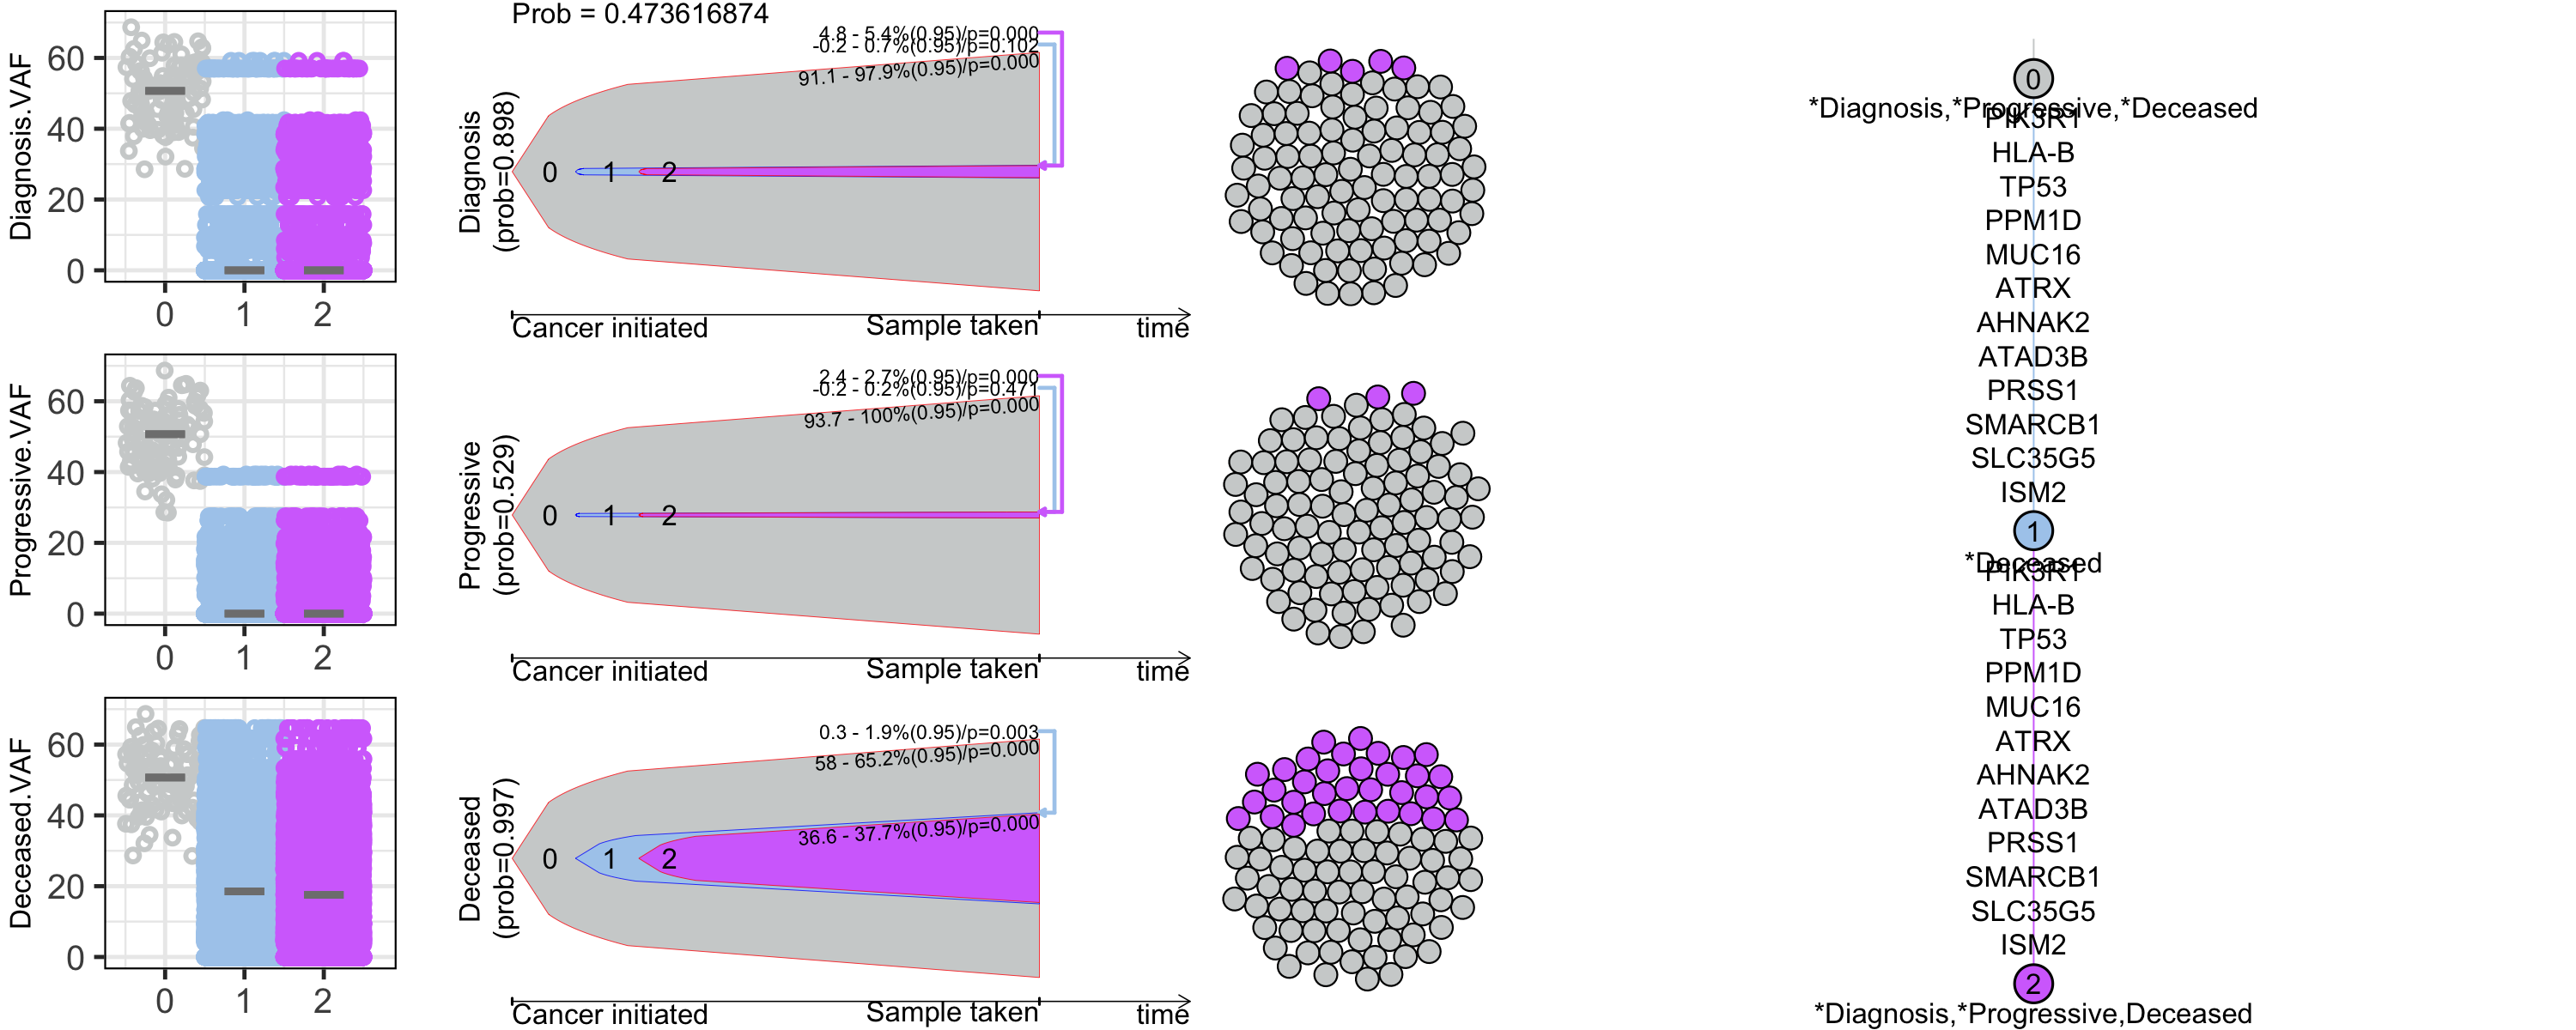 Prob = 0.473616874
Diagnosis.VAF
60
40
20
0
0 1 2
Diagnosis
(prob=0.898)
4.8 - 5.4%(0.95)/p=0.000
-0.2 - 0.7%(0.95)/p=0.102
91.1 - 97.9%(0.95)/p=0.000
0 1 2
Cancer initiated Sample taken time
Progressive.VAF
60
40
20
0
0 1 2
Progressive
(prob=0.529)
2.4 - 2.7%(0.95)/p=0.000
-0.2 - 0.2%(0.95)/p=0.471
93.7 - 100%(0.95)/p=0.000
0 1 2
Cancer initiated Sample taken time
Deceased.VAF
60
40
20
0
0 1 2
Deceased
(prob=0.997)
0.3 - 1.9%(0.95)/p=0.003
58 - 65.2%(0.95)/p=0.000
36.6 - 37.7%(0.95)/p=0.000
0 1 2
Cancer initiated Sample taken time
0
*Diagnosis,*Progressive,*Deceased
PIK3R1
HLA-B
TP53
PPM1D
MUC16
ATRX
AHNAK2
ATAD3B
PRSS1
SMARCB1
SLC35G5
ISM2
1
*Deceased
PIK3R1
HLA-B
TP53
PPM1D
MUC16
ATRX
AHNAK2
ATAD3B
PRSS1
SMARCB1
SLC35G5
ISM2
2
*Diagnosis,*Progressive,Deceased